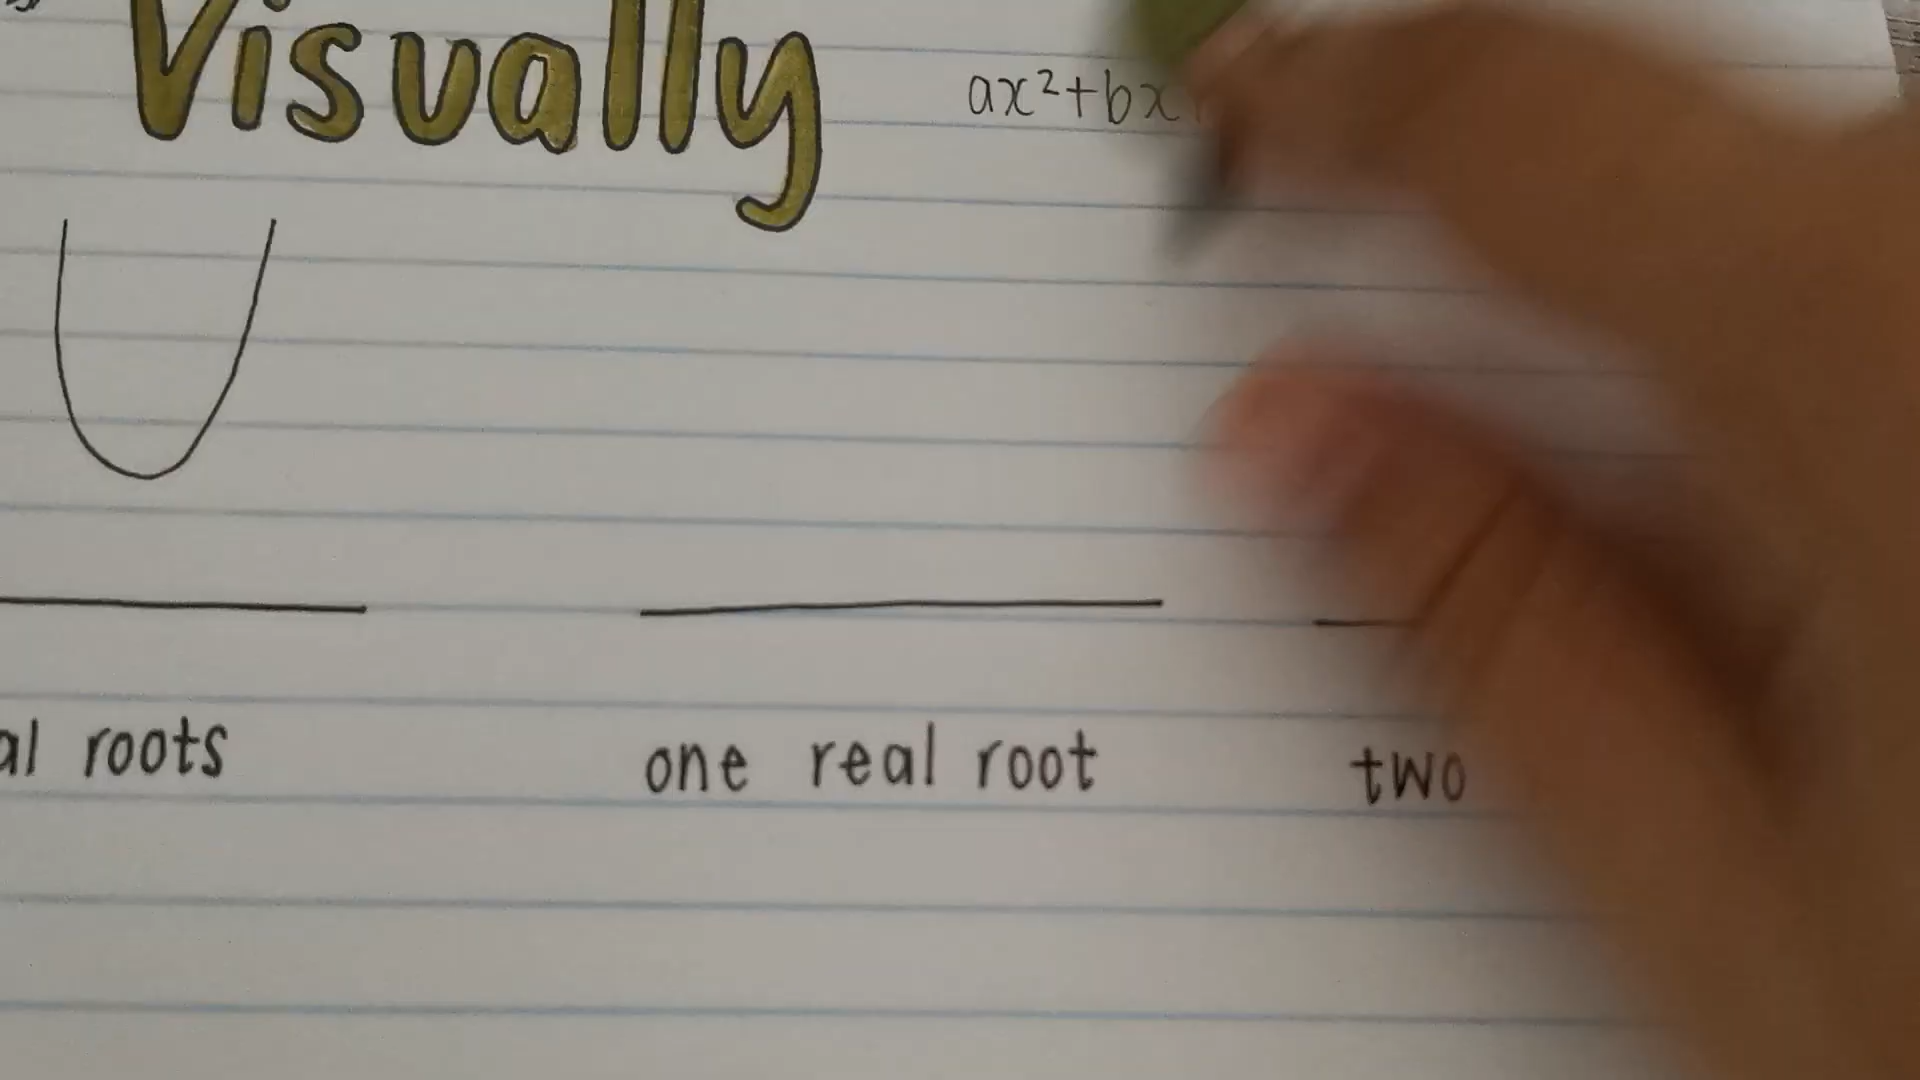 Visually
ax²+bx
al roots
one real root
two